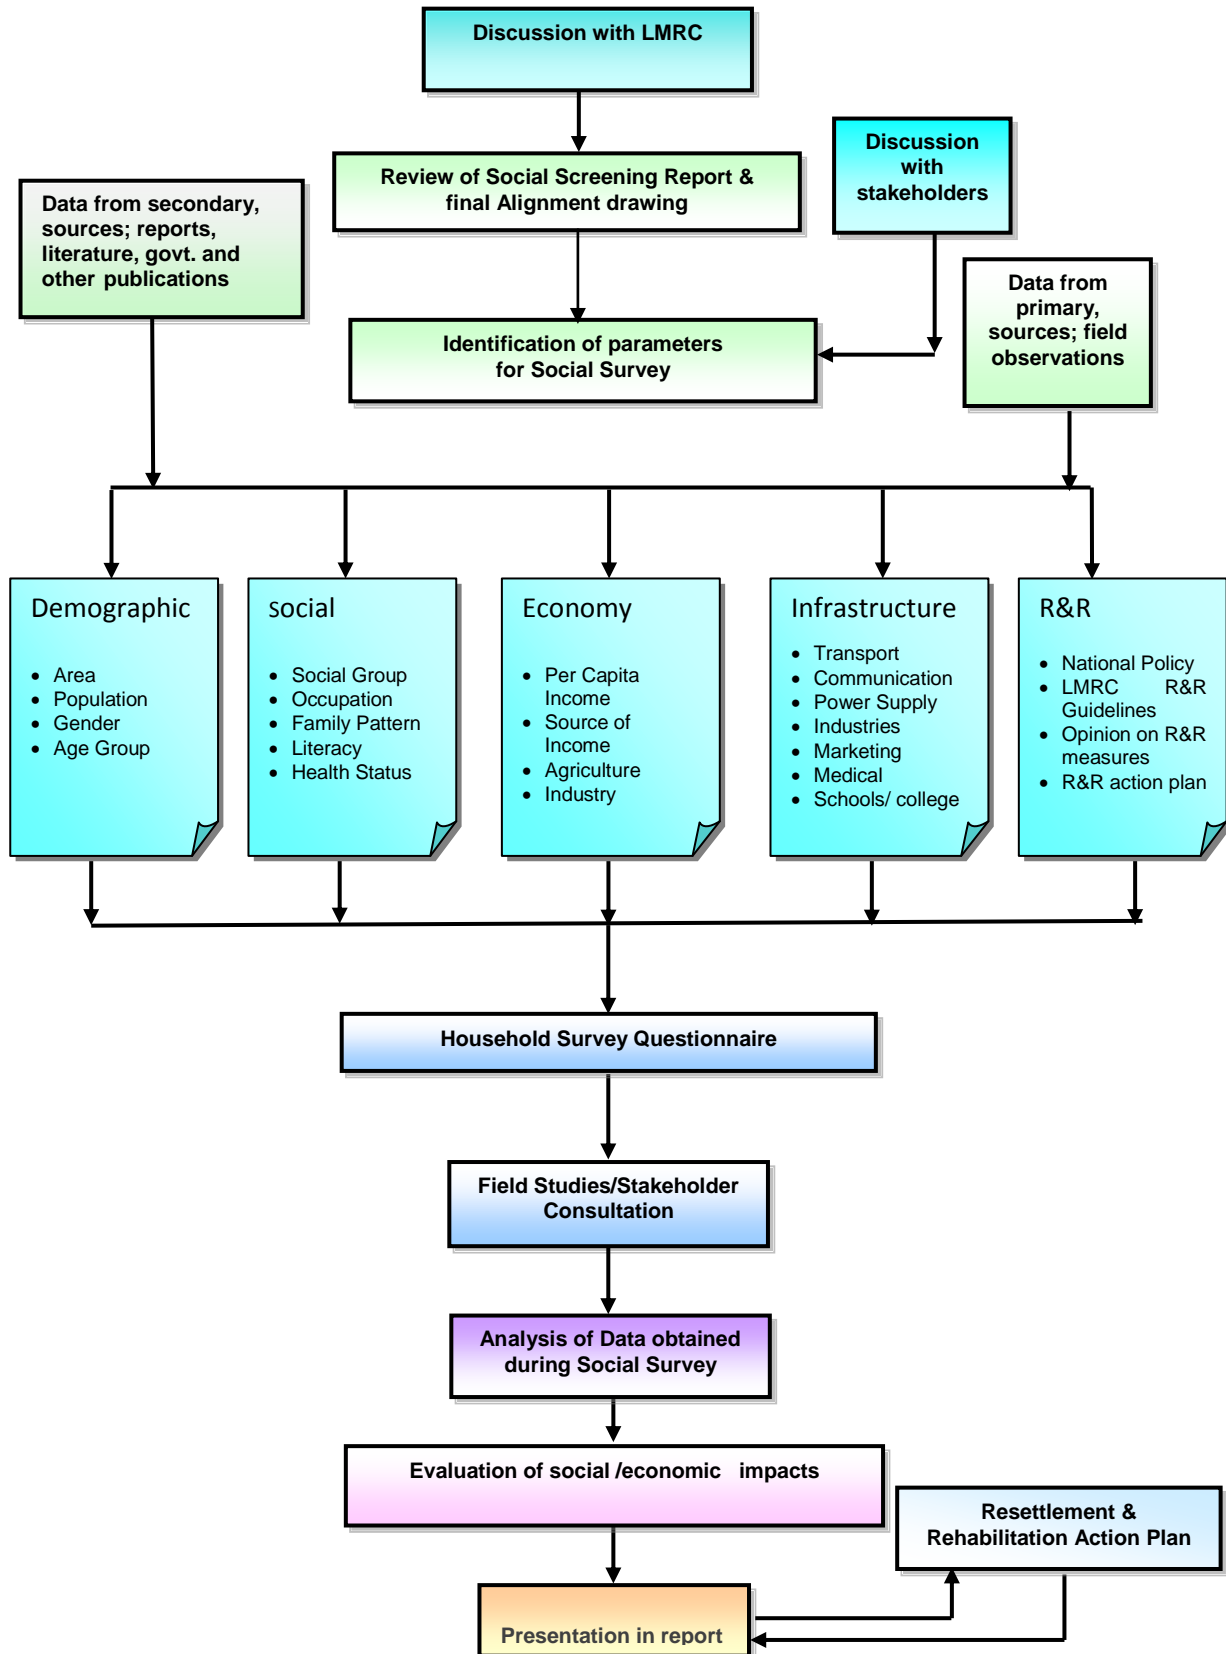 Discussion with LMRC
Review of Social Screening Report &
final Alignment drawing
Discussion
with
stakeholders
Data from secondary,
sources; reports,
literature, govt. and
other publications
Identification of parameters
for Social Survey
Data from
primary,
sources; field
observations
Demographic
• Area
• Population
• Gender
• Age Group
Social
• Social Group
• Occupation
• Family Pattern
• Literacy
• Health Status
Economy
• Per Capita
Income
• Source of
Income
• Agriculture
• Industry
Infrastructure
• Transport
• Communication
• Power Supply
• Industries
• Marketing
• Medical
• Schools/ college
R&R
• National Policy
• LMRC R&R
Guidelines
• Opinion on R&R
measures
• R&R action plan
Household Survey Questionnaire
Field Studies/Stakeholder
Consultation
Analysis of Data obtained
during Social Survey
Evaluation of social /economic impacts
Resettlement &
Rehabilitation Action Plan
Presentation in report